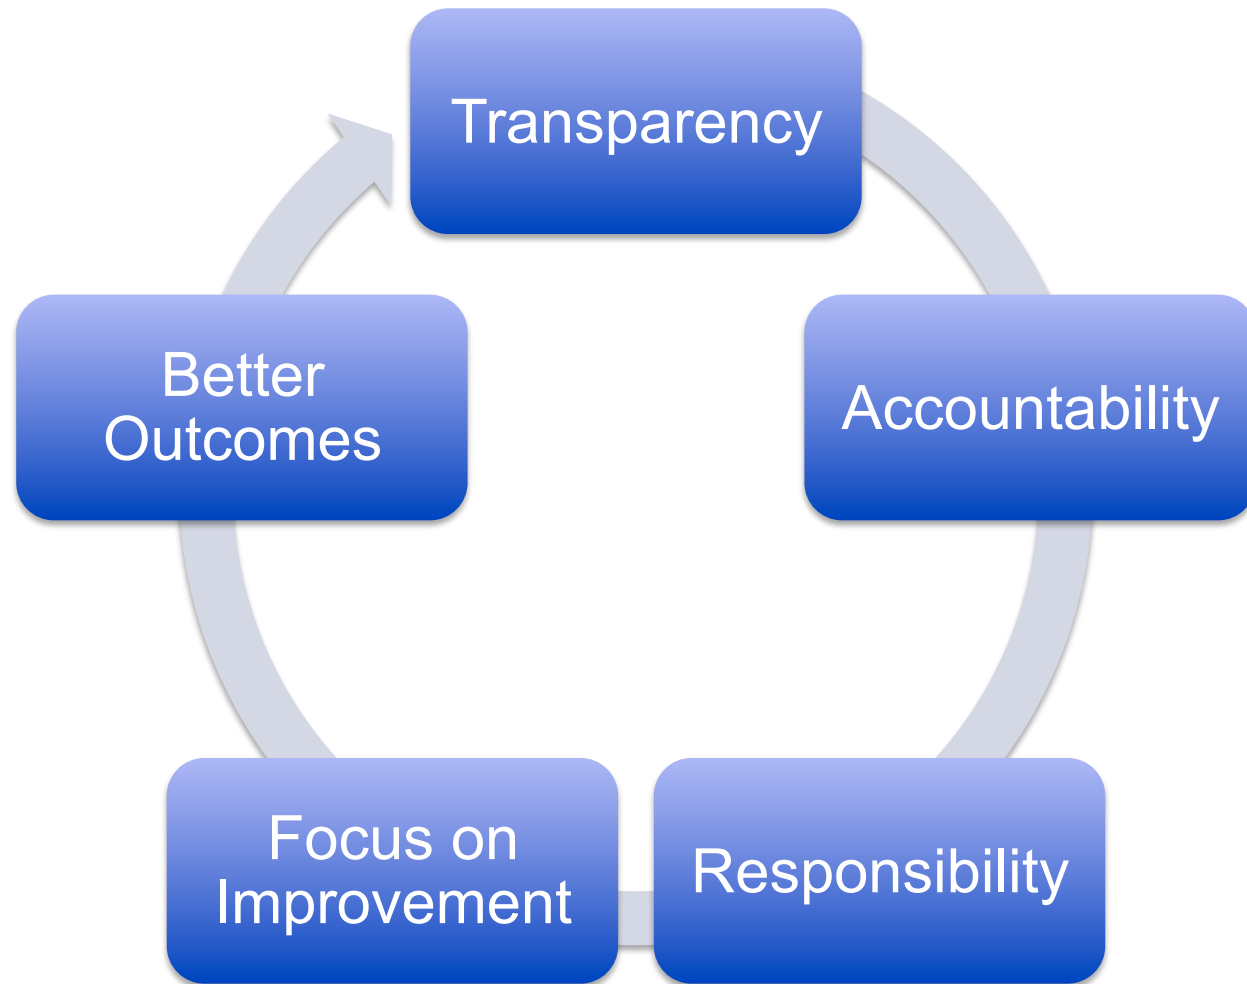 Transparency
Accountability
Responsibility
Focus on
Improvement
Better
Outcomes